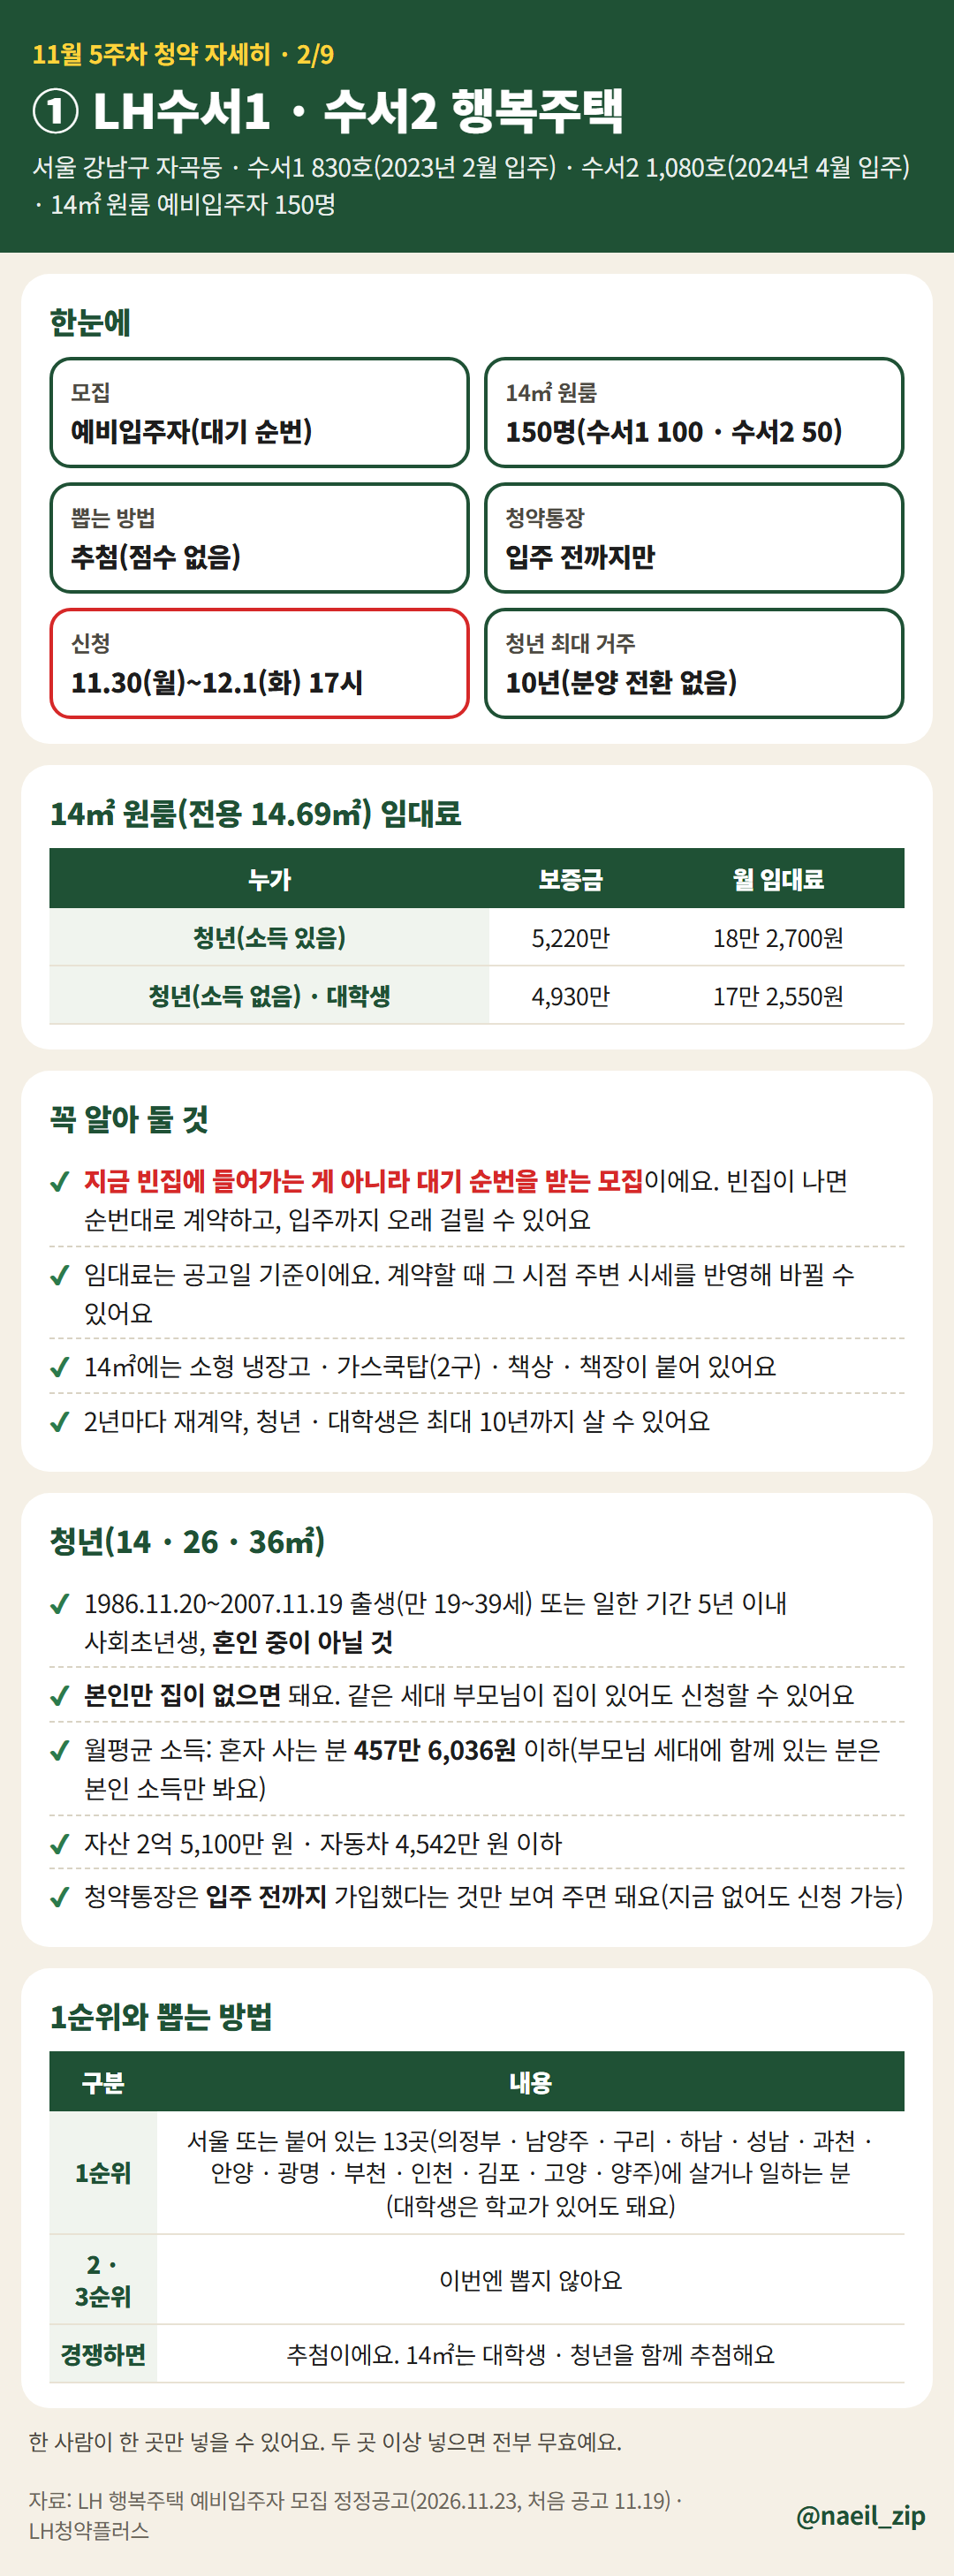 11월 5주차 청약 자세히 · 2/9
① LH수서1 · 수서2 행복주택
서울 강남구 자곡동 · 수서1 830호(2023년 2월 입주) · 수서2 1,080호(2024년 4월 입주)
· 14㎡ 원룸 예비입주자 150명
한눈에
모집
예비입주자(대기 순번)
14㎡ 원룸
150명(수서1 100 · 수서2 50)
뽑는 방법
추첨(점수 없음)
청약통장
입주 전까지만
신청
11.30(월)~12.1(화) 17시
청년 최대 거주
10년(분양 전환 없음)
14㎡ 원룸(전용 14.69㎡) 임대료
누가 보증금 월 임대료
청년(소득 있음) 5,220만 18만 2,700원
청년(소득 없음) · 대학생 4,930만 17만 2,550원
꼭 알아 둘 것
✔ 지금 빈집에 들어가는 게 아니라 대기 순번을 받는 모집이에요. 빈집이 나면
순번대로 계약하고, 입주까지 오래 걸릴 수 있어요
✔ 임대료는 공고일 기준이에요. 계약할 때 그 시점 주변 시세를 반영해 바뀔 수
있어요
✔ 14㎡에는 소형 냉장고 · 가스쿡탑(2구) · 책상 · 책장이 붙어 있어요
✔ 2년마다 재계약, 청년 · 대학생은 최대 10년까지 살 수 있어요
청년(14 · 26 · 36㎡)
✔ 1986.11.20~2007.11.19 출생(만 19~39세) 또는 일한 기간 5년 이내
사회초년생, 혼인 중이 아닐 것
✔ 본인만 집이 없으면 돼요. 같은 세대 부모님이 집이 있어도 신청할 수 있어요
✔ 월평균 소득: 혼자 사는 분 457만 6,036원 이하(부모님 세대에 함께 있는 분은
본인 소득만 봐요)
✔ 자산 2억 5,100만 원 · 자동차 4,542만 원 이하
✔ 청약통장은 입주 전까지 가입했다는 것만 보여 주면 돼요(지금 없어도 신청 가능)
1순위와 뽑는 방법
구분 내용
1순위
서울 또는 붙어 있는 13곳(의정부 · 남양주 · 구리 · 하남 · 성남 · 과천 ·
안양 · 광명 · 부천 · 인천 · 김포 · 고양 · 양주)에 살거나 일하는 분
(대학생은 학교가 있어도 돼요)
2 ·
3순위
이번엔 뽑지 않아요
경쟁하면 추첨이에요. 14㎡는 대학생 · 청년을 함께 추첨해요
한 사람이 한 곳만 넣을 수 있어요. 두 곳 이상 넣으면 전부 무효예요.
자료: LH 행복주택 예비입주자 모집 정정공고(2026.11.23, 처음 공고 11.19) ·
LH청약플러스
@naeil_zip